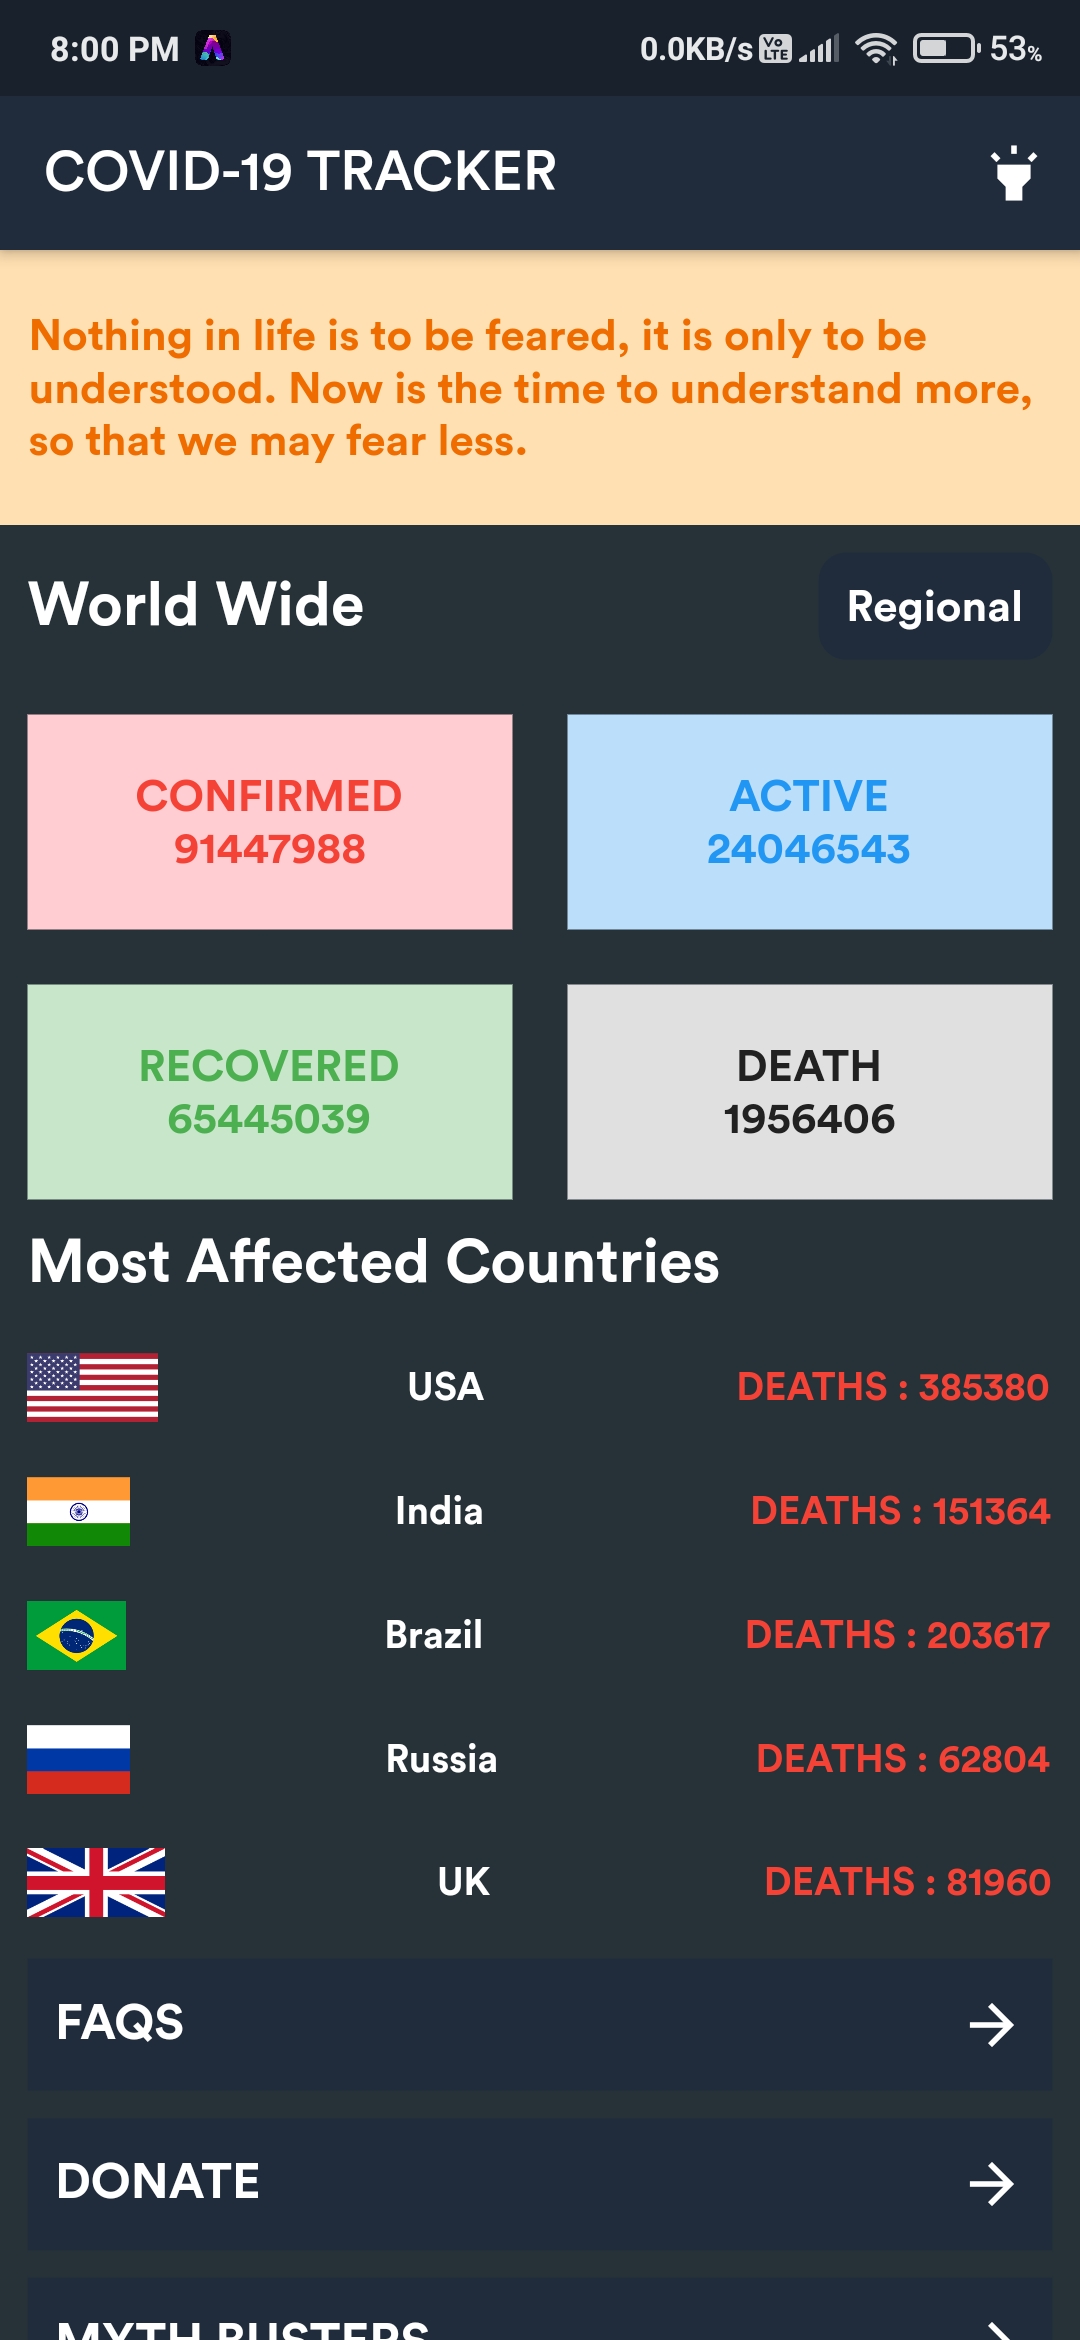 8:00 PM 0.0KB/s Vo LTE 53%
COVID-19 TRACKER
Nothing in life is to be feared, it is only to be
understood. Now is the time to understand more,
so that we may fear less.
World Wide Regional
CONFIRMED
91447988
ACTIVE
24046543
RECOVERED
65445039
DEATH
1956406
Most Affected Countries
USA DEATHS : 385380
India DEATHS : 151364
Brazil DEATHS : 203617
Russia DEATHS : 62804
UK DEATHS : 81960
FAQS
DONATE
MYTH BUSTERS